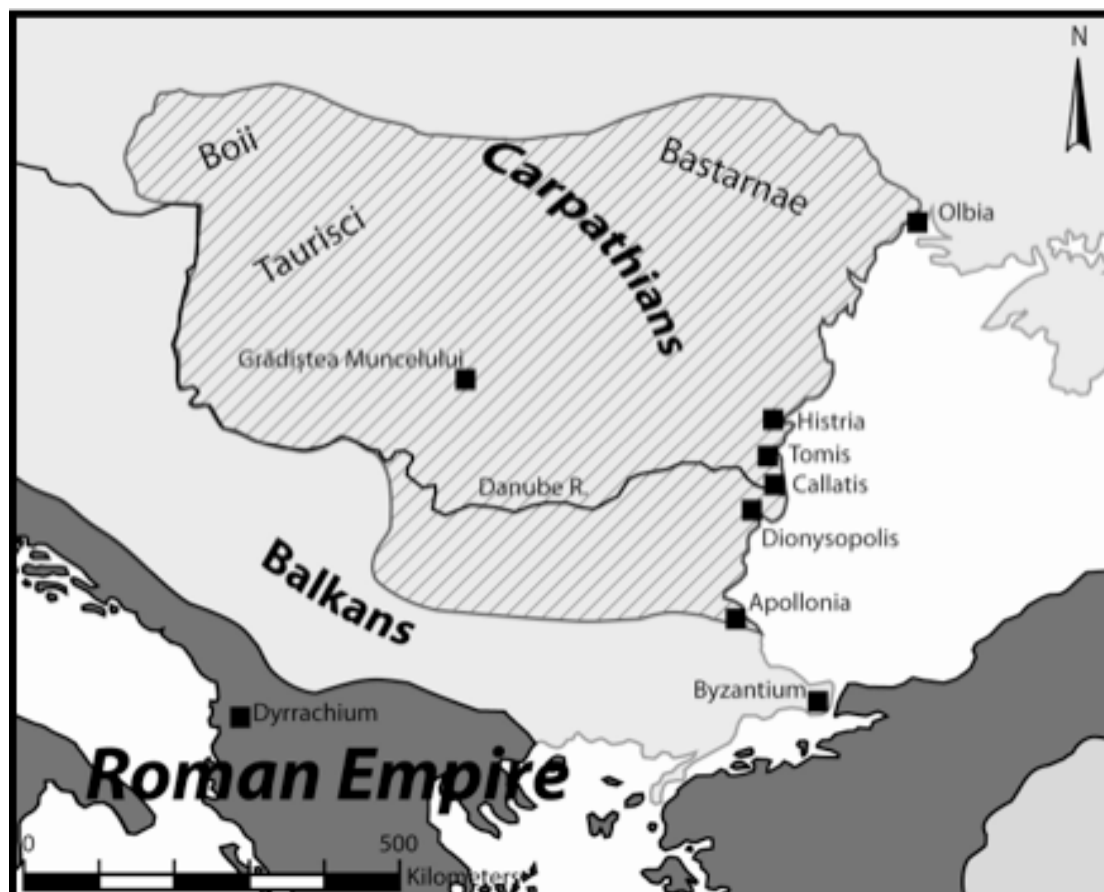 N
Boii
Carpathians
Bastarnae
Olbia
Taurisci
Grădiştea Muncelului
Histria
Tomis
Danube R.
Callatis
Dionysopolis
Balkans
Apollonia
Byzantium
Dyrrachium
Roman Empire
0 500
Kilometers